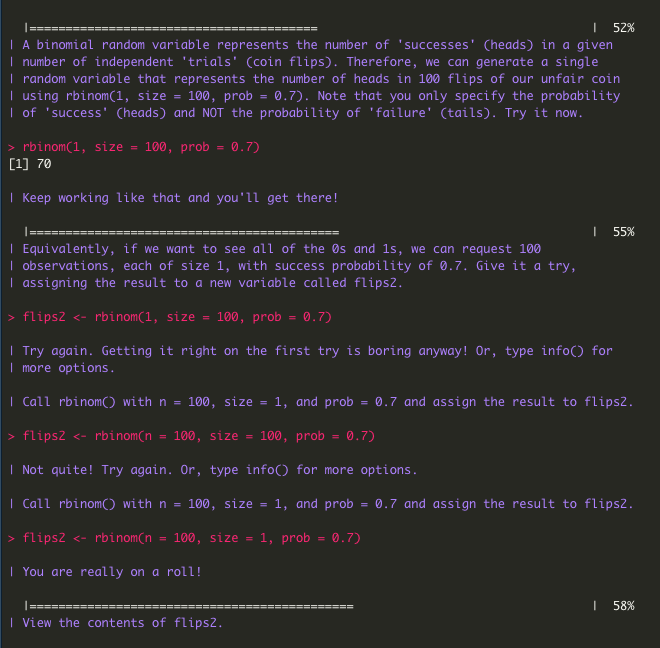 |======================================== | 52%
| A binomial random variable represents the number of 'successes' (heads) in a given
| number of independent 'trials' (coin flips). Therefore, we can generate a single
| random variable that represents the number of heads in 100 flips of our unfair coin
| using rbinom(1, size = 100, prob = 0.7). Note that you only specify the probability
| of 'success' (heads) and NOT the probability of 'failure' (tails). Try it now.
> rbinom(1, size = 100, prob = 0.7)
[1] 70
| Keep working like that and you'll get there!
|=========================================== | 55%
| Equivalently, if we want to see all of the 0s and 1s, we can request 100
| observations, each of size 1, with success probability of 0.7. Give it a try,
| assigning the result to a new variable called flips2.
> flips2 <- rbinom(1, size = 100, prob = 0.7)
| Try again. Getting it right on the first try is boring anyway! Or, type info() for
| more options.
| Call rbinom() with n = 100, size = 1, and prob = 0.7 and assign the result to flips2.
> flips2 <- rbinom(n = 100, size = 100, prob = 0.7)
| Not quite! Try again. Or, type info() for more options.
| Call rbinom() with n = 100, size = 1, and prob = 0.7 and assign the result to flips2.
> flips2 <- rbinom(n = 100, size = 1, prob = 0.7)
| You are really on a roll!
|============================================= | 58%
| View the contents of flips2.